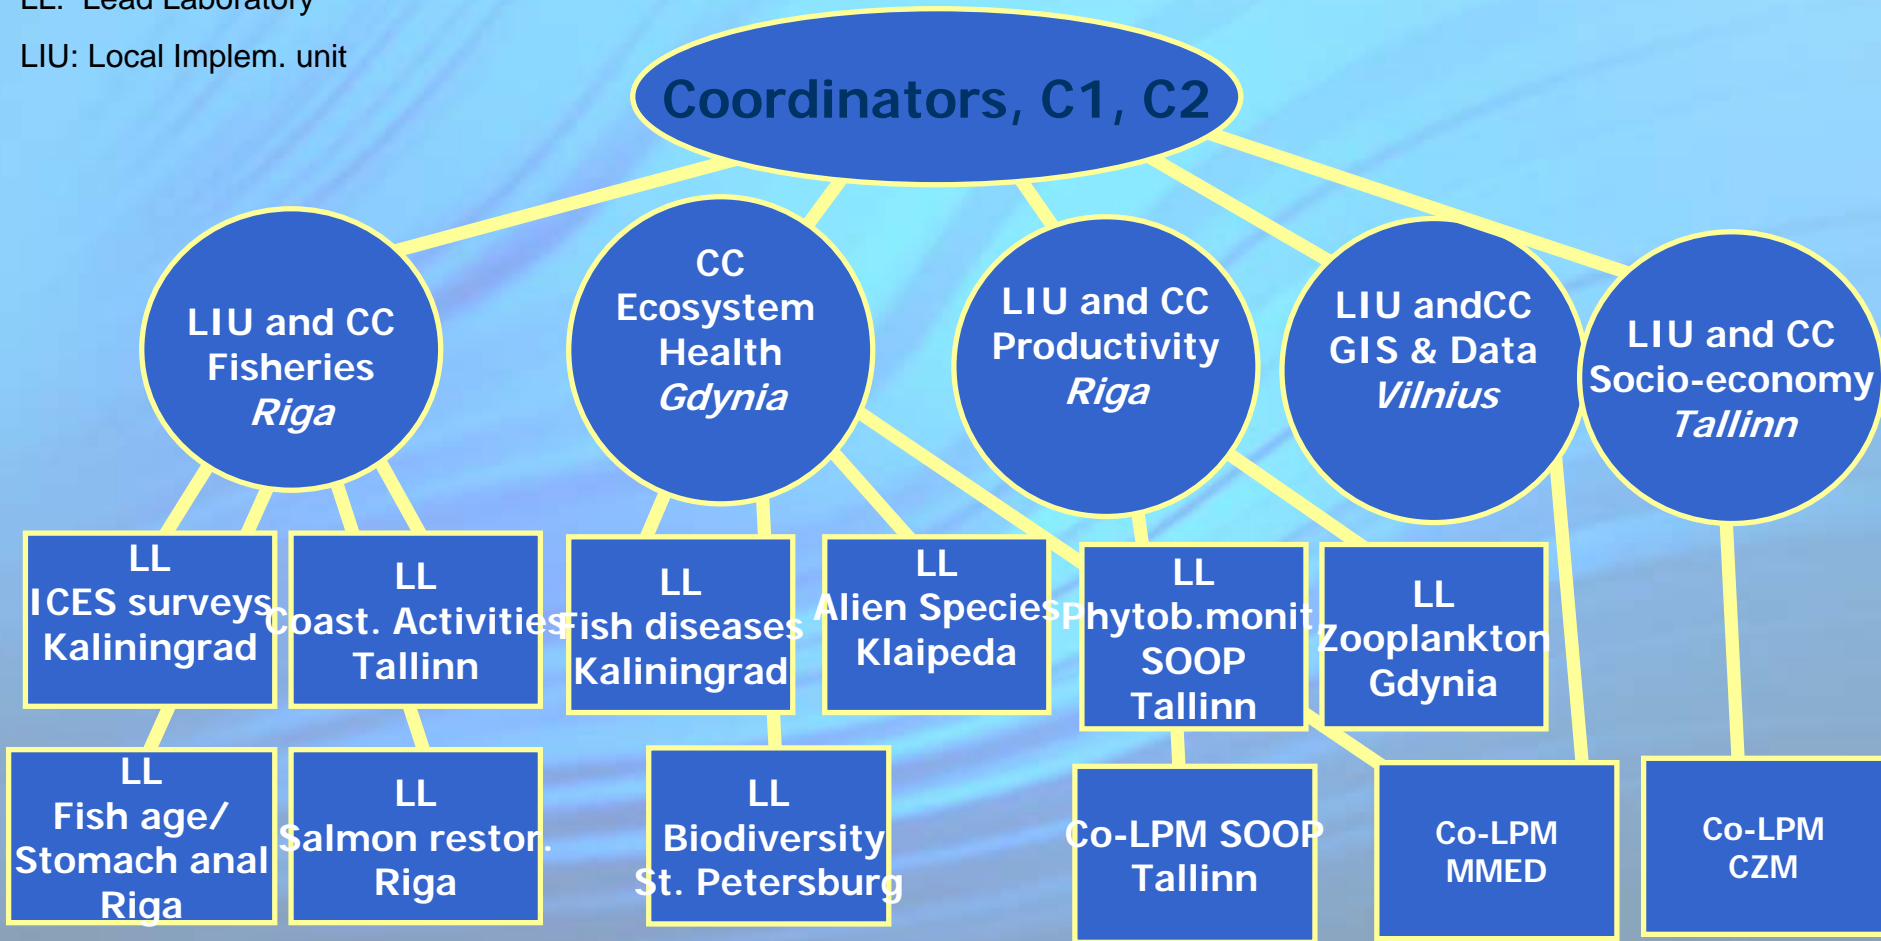 LL: Lead Laboratory
LIU: Local Implem. unit
Coordinators, C1, C2
LIU and CC
Fisheries
Riga
CC
Ecosystem
Health
Gdynia
LIU and CC
Productivity
Riga
LIU andCC
GIS & Data
Vilnius
LIU and CC
Socio-economy
Tallinn
LL
ICES surveys
Kaliningrad
LL
Coast. Activities
Tallinn
LL
Fish diseases
Kaliningrad
LL
Alien Species
Klaipeda
LL
Phytob.monit
SOOP
Tallinn
LL
Zooplankton
Gdynia
LL
Fish age/
Stomach anal
Riga
LL
Salmon restor.
Riga
LL
Biodiversity
St. Petersburg
Co-LPM SOOP
Tallinn
Co-LPM
MMED
Co-LPM
CZM